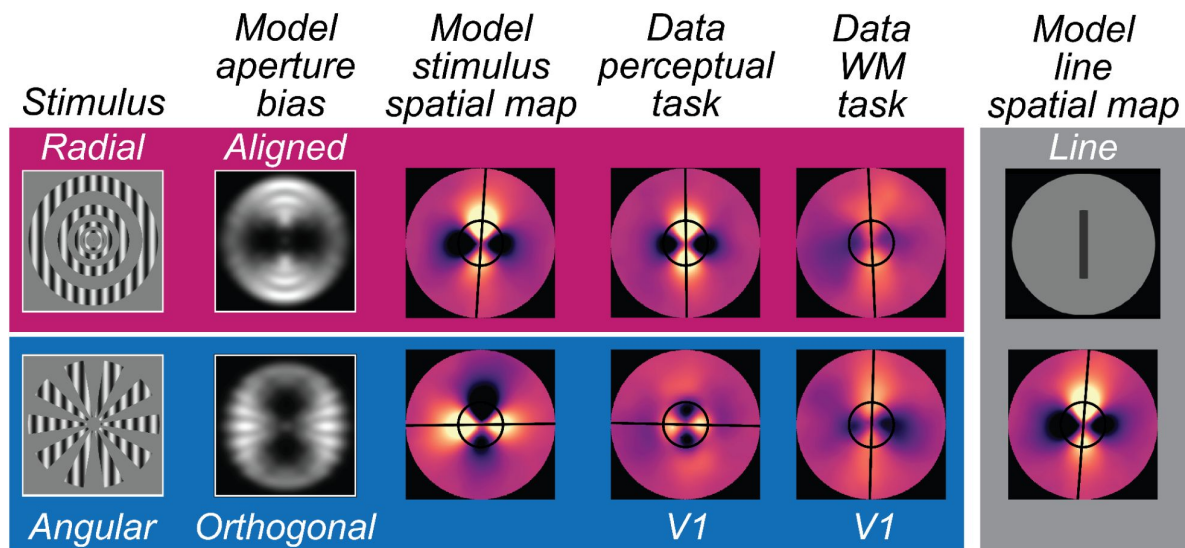 Stimulus
Model
aperture
bias
Model
stimulus
spatial map
Data
perceptual
task
Data
WM
task
Model
line
spatial map
Radial
Aligned
Line
Angular
Orthogonal
V1
V1